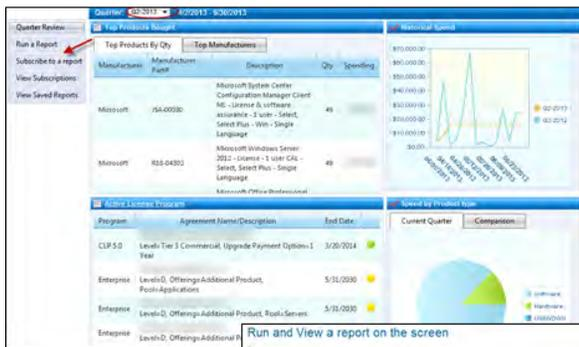 Quarter: Q2-2013 4/2/2013 - 6/30/2013
Quarter Review
Run a Report
Subscribe to a report
View Subscriptions
View Saved Reports
Top Products Bought
Top Products By Qty Top Manufacturers
Manufacturer Manufacturer Part# Description Qty Spending
Microsoft Microsoft System Center Configuration Manager Client ML - License & software assurance - 1 user - Select, Select Plus - Win - Single Language 49
Microsoft R18-04303 Microsoft Windows Server 2012 - License - 1 user CAL - Select, Select Plus - Single Language 49
Microsoft Office Professional
Historical Spend
$70,000.00
$60,000.00
$50,000.00
$40,000.00
$30,000.00
$20,000.00
$10,000.00
$0.00
Q2-2013
Q2-2012
Active License Program
Program Agreement Name/Description End Date
CLP 5.0 Level=Tier 3 Commercial, Upgrade Payment Option=1 Year 3/20/2014
Enterprise Level=D, Offering=Additional Product, Pool=Applications 5/31/2030
Enterprise Level=D, Offering=Additional Product, Pool=Servers 5/31/2030
Enterprise Level=D, Offering=Additional
Spend by Product Type
Current Quarter Comparison
Software
Hardware
UNKNOWN
Run and View a report on the screen